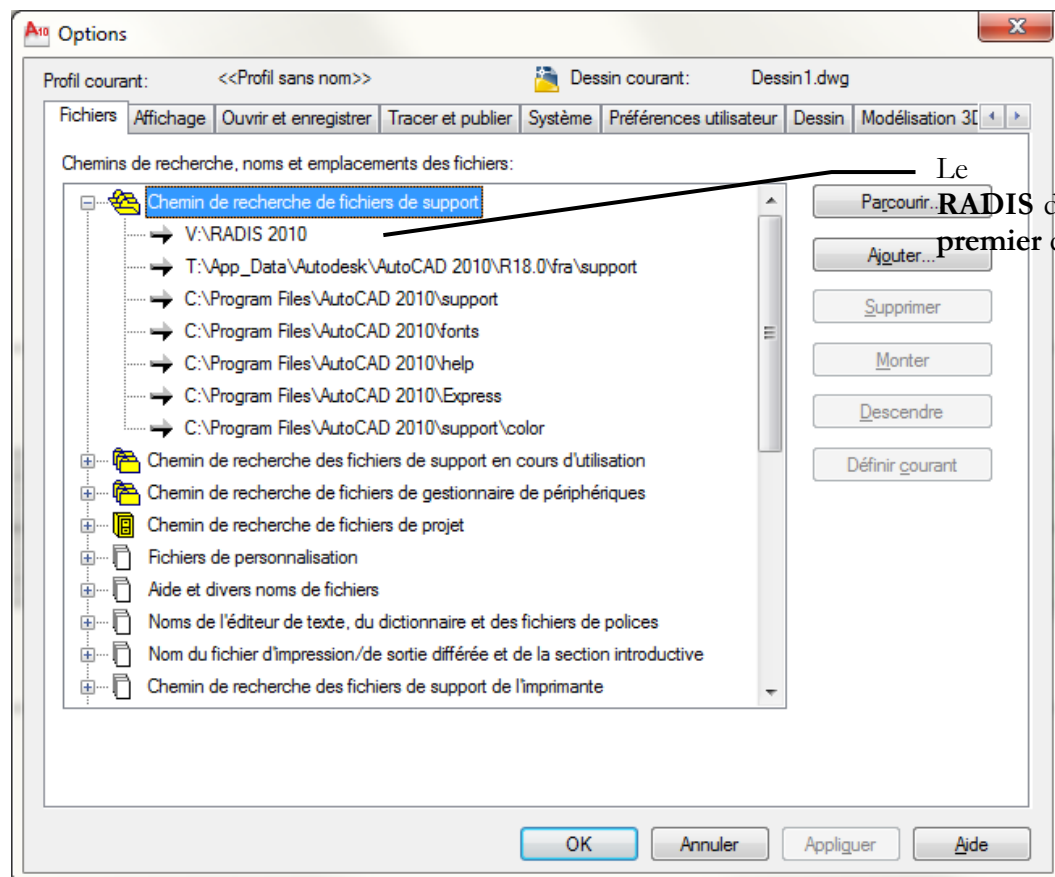 A10 Options
Profil courant: <<Profil sans nom>> Dessin courant: Dessin1.dwg
Fichiers Affichage Ouvrir et enregistrer Tracer et publier Système Préférences utilisateur Dessin Modélisation 3D
Chemins de recherche, noms et emplacements des fichiers:
Chemin de recherche de fichiers de support
V:\RADIS 2010
T:\App_Data\Autodesk\AutoCAD 2010\R18.0\fra\support
C:\Program Files\AutoCAD 2010\support
C:\Program Files\AutoCAD 2010\fonts
C:\Program Files\AutoCAD 2010\help
C:\Program Files\AutoCAD 2010\Express
C:\Program Files\AutoCAD 2010\support\color
Chemin de recherche des fichiers de support en cours d'utilisation
Chemin de recherche de fichiers de gestionnaire de périphériques
Chemin de recherche de fichiers de projet
Fichiers de personnalisation
Aide et divers noms de fichiers
Noms de l'éditeur de texte, du dictionnaire et des fichiers de polices
Nom du fichier d'impression/de sortie différée et de la section introductive
Chemin de recherche des fichiers de support de l'imprimante
Le
RADIS
premier
Parcourir...
Ajouter...
Supprimer
Monter
Descendre
Définir courant
OK Annuler Appliquer Aide